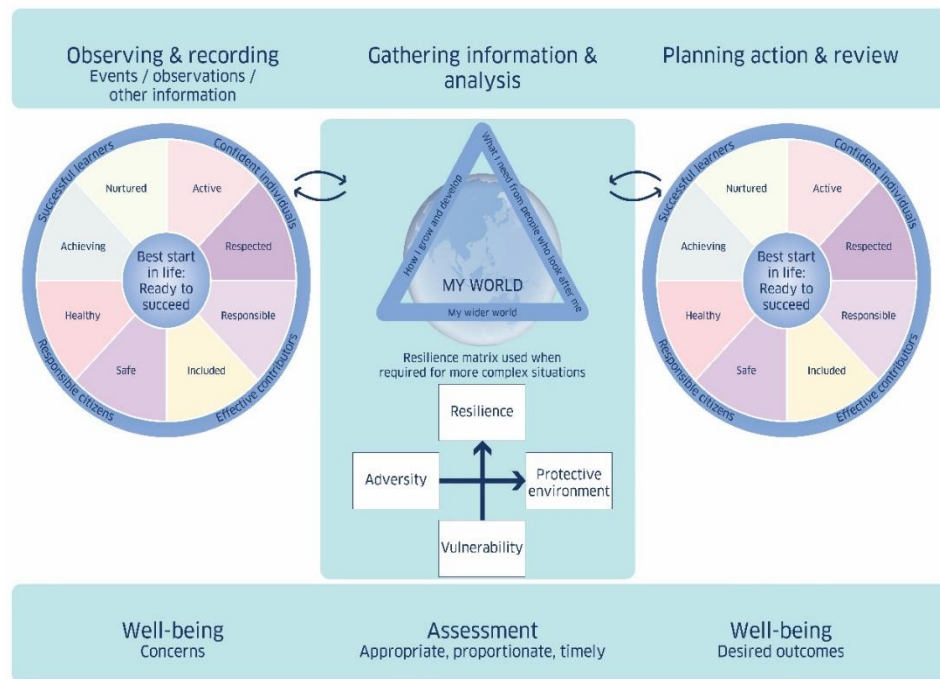 Observing & recording
Events / observations /
other information
Gathering information &
analysis
Planning action & review
Successful learners
Confident individuals
Nurtured
Active
Achieving
Respected
Best start
in life:
Ready to
succeed
Healthy
Responsible
Safe
Included
Responsible citizens
Effective contributors
How I grow and develop
What I need from people who look after me
MY WORLD
My wider world
Resilience matrix used when
required for more complex situations
Resilience
Adversity
Protective
environment
Vulnerability
Successful learners
Confident individuals
Nurtured
Active
Achieving
Respected
Best start
in life:
Ready to
succeed
Healthy
Responsible
Safe
Included
Responsible citizens
Effective contributors
Well-being
Concerns
Assessment
Appropriate, proportionate, timely
Well-being
Desired outcomes